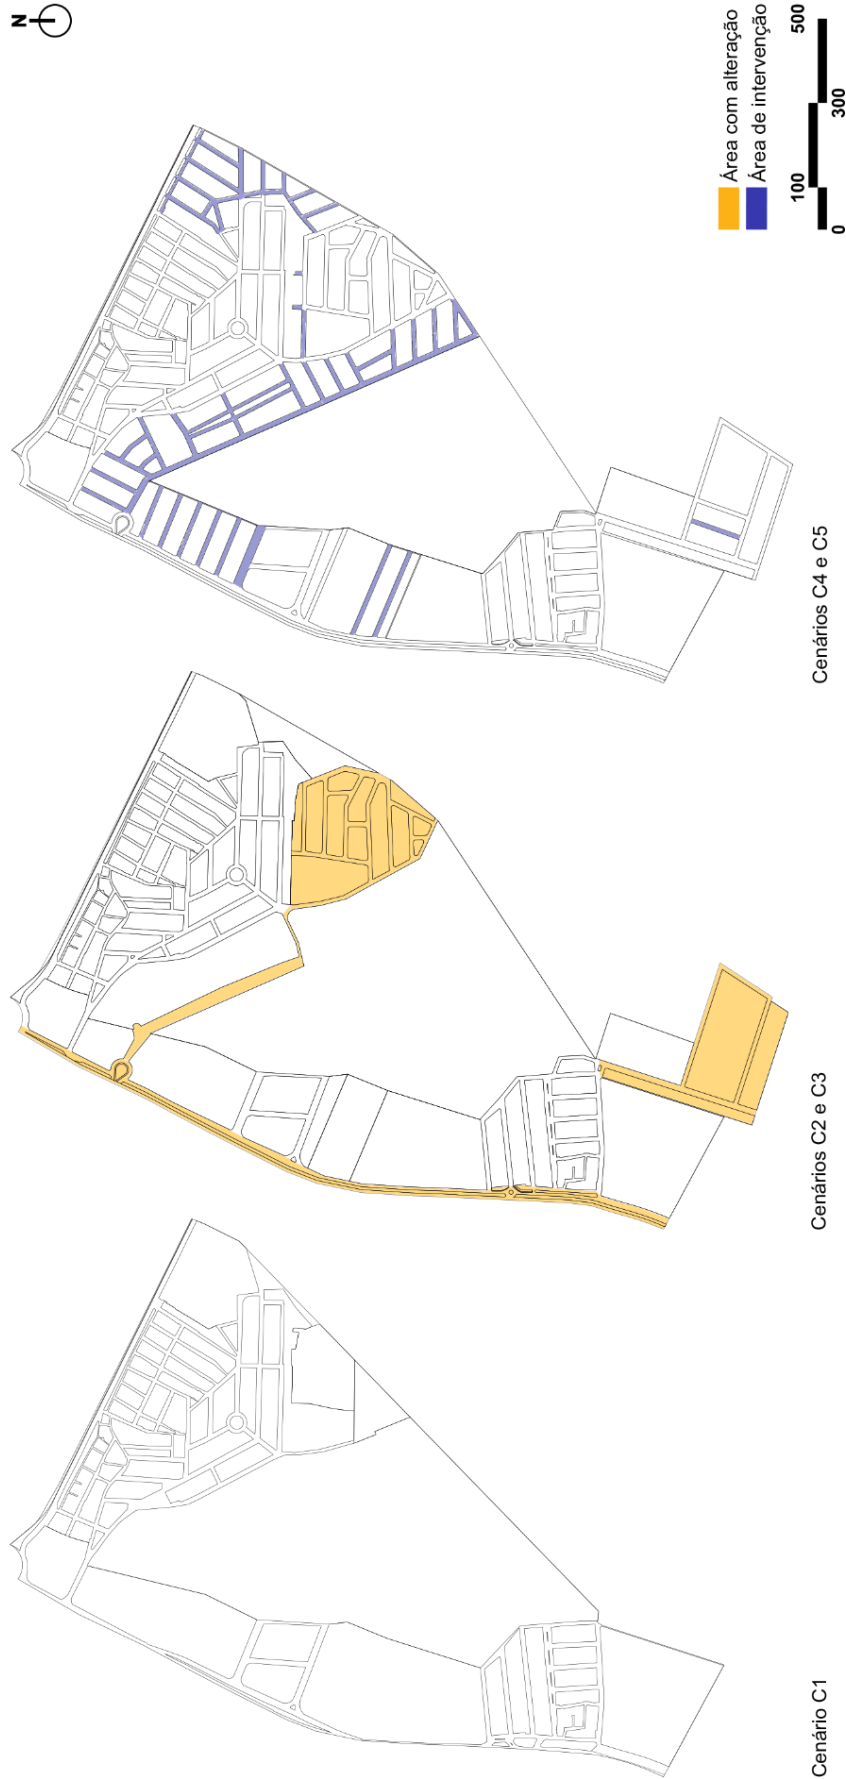 N
Cenário C1
Cenários C2 e C3
Cenários C4 e C5
Área com alteração
Área de intervenção
0
100
300
500